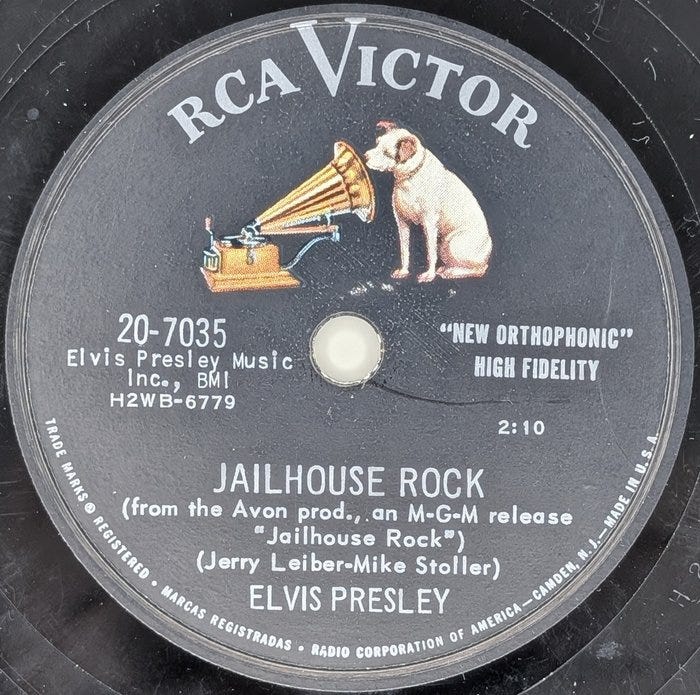 RCA VICTOR
20-7035
Elvis Presley Music
Inc., BMI
H2WB-6779
"NEW ORTHOPHONIC"
HIGH FIDELITY
2:10
JAILHOUSE ROCK
(from the Avon prod., an M-G-M release
"Jailhouse Rock")
(Jerry Leiber-Mike Stoller)
ELVIS PRESLEY
TRADE MARKS ® REGISTERED • MARCAS REGISTRADAS • RADIO CORPORATION OF AMERICA—CAMDEN, N.J.—MADE IN U.S.A.